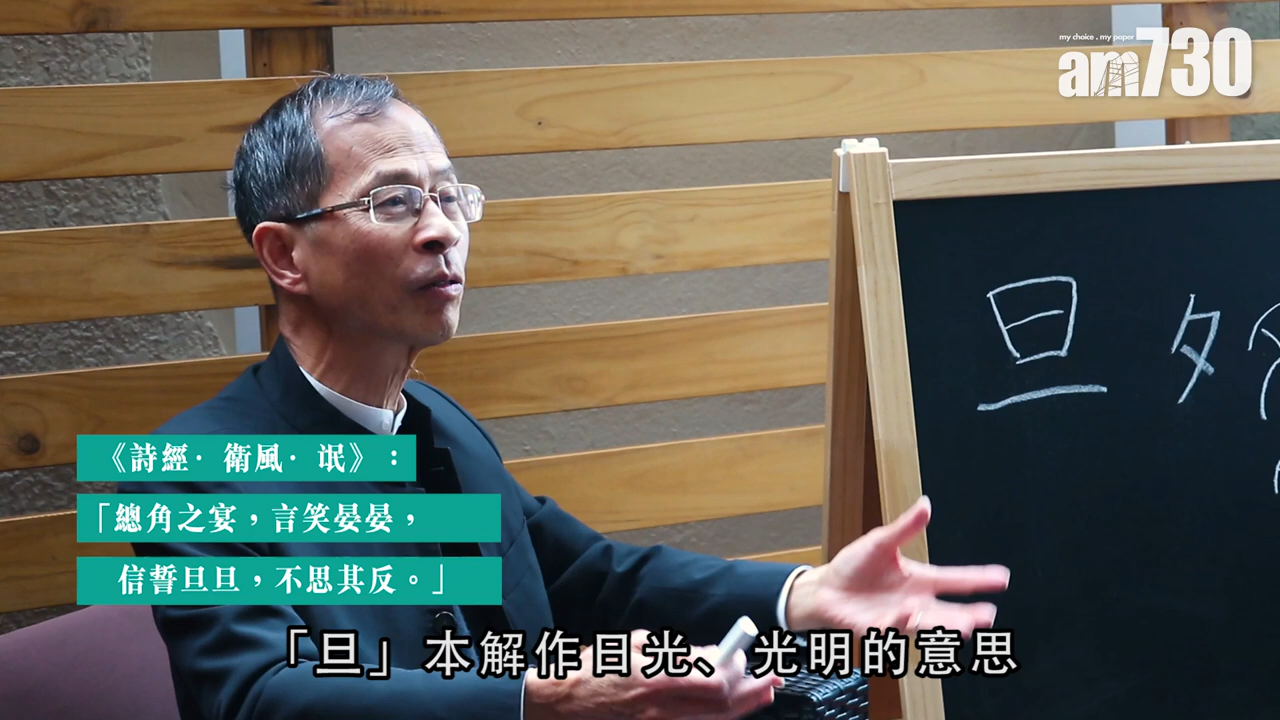 my choice . my paper
am730
旦 夕
《詩經·衛風·氓》：
「總角之宴，言笑晏晏，
信誓旦旦，不思其反。」
「旦」本解作日光、光明的意思